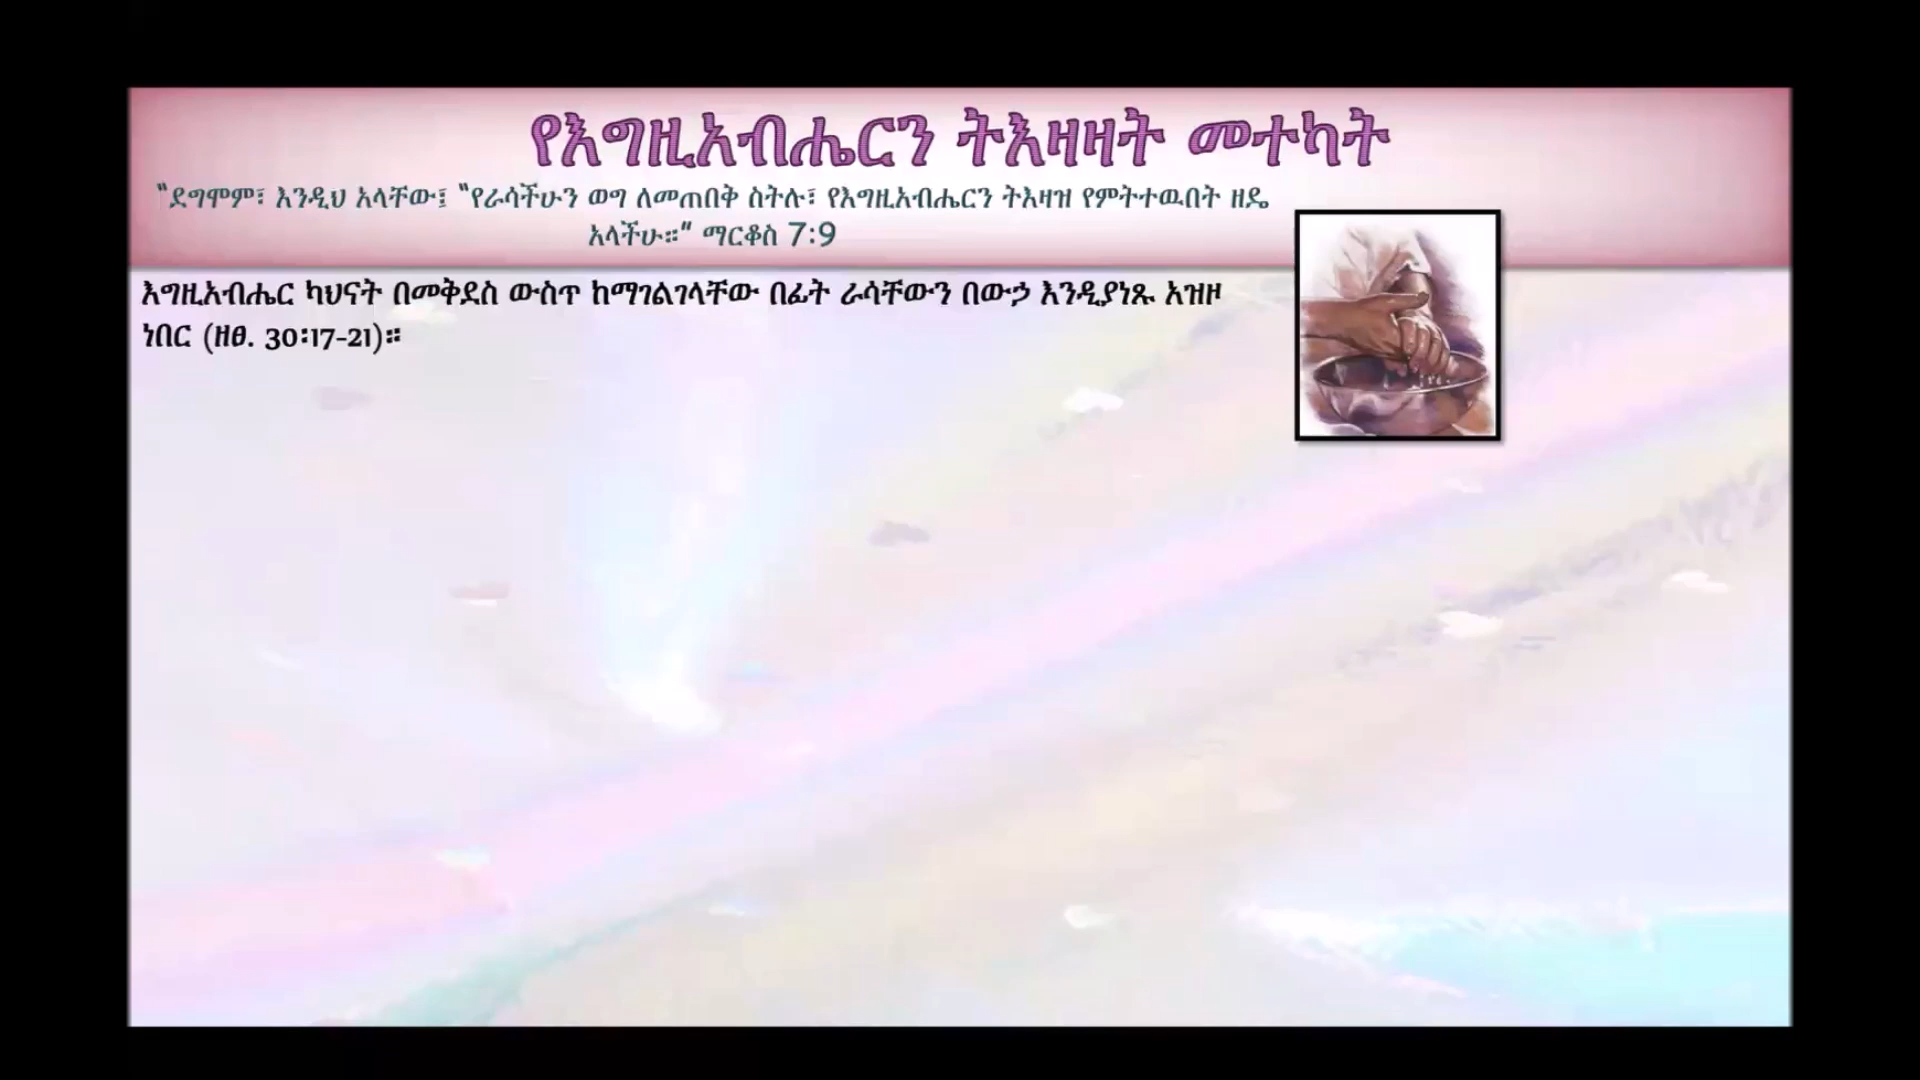 የእግዚአብሔርን ትእዛዛት መተካት
"ደግሞም፣ እንዲህ አላቸው፤ "የራሳችሁን ወግ ለመጠበቅ ስትሉ፣ የእግዚአብሔርን ትእዛዝ የምትተዉበት ዘዴ
አላችሁ።" ማርቆስ 7:9
እግዚአብሔር ካህናት በመቅደስ ውስጥ ከማገልገላቸው በፊት ራሳቸውን በውኃ እንዲያነጹ አዝዞ
ነበር (ዘፀ. 30፡17-21)።